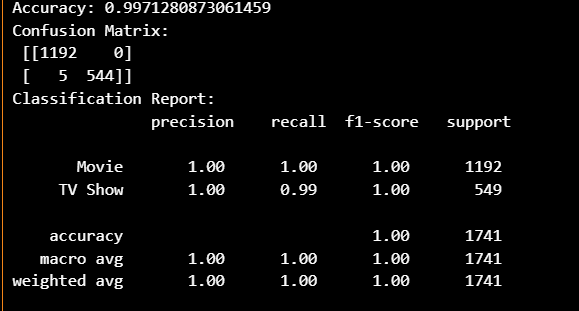 Accuracy: 0.9971280873061459
Confusion Matrix:
[[1192    0]
[   5  544]]
Classification Report:
              precision    recall  f1-score   support

       Movie       1.00      1.00      1.00      1192
     TV Show       1.00      0.99      1.00       549

    accuracy                           1.00      1741
   macro avg       1.00      1.00      1.00      1741
weighted avg       1.00      1.00      1.00      1741